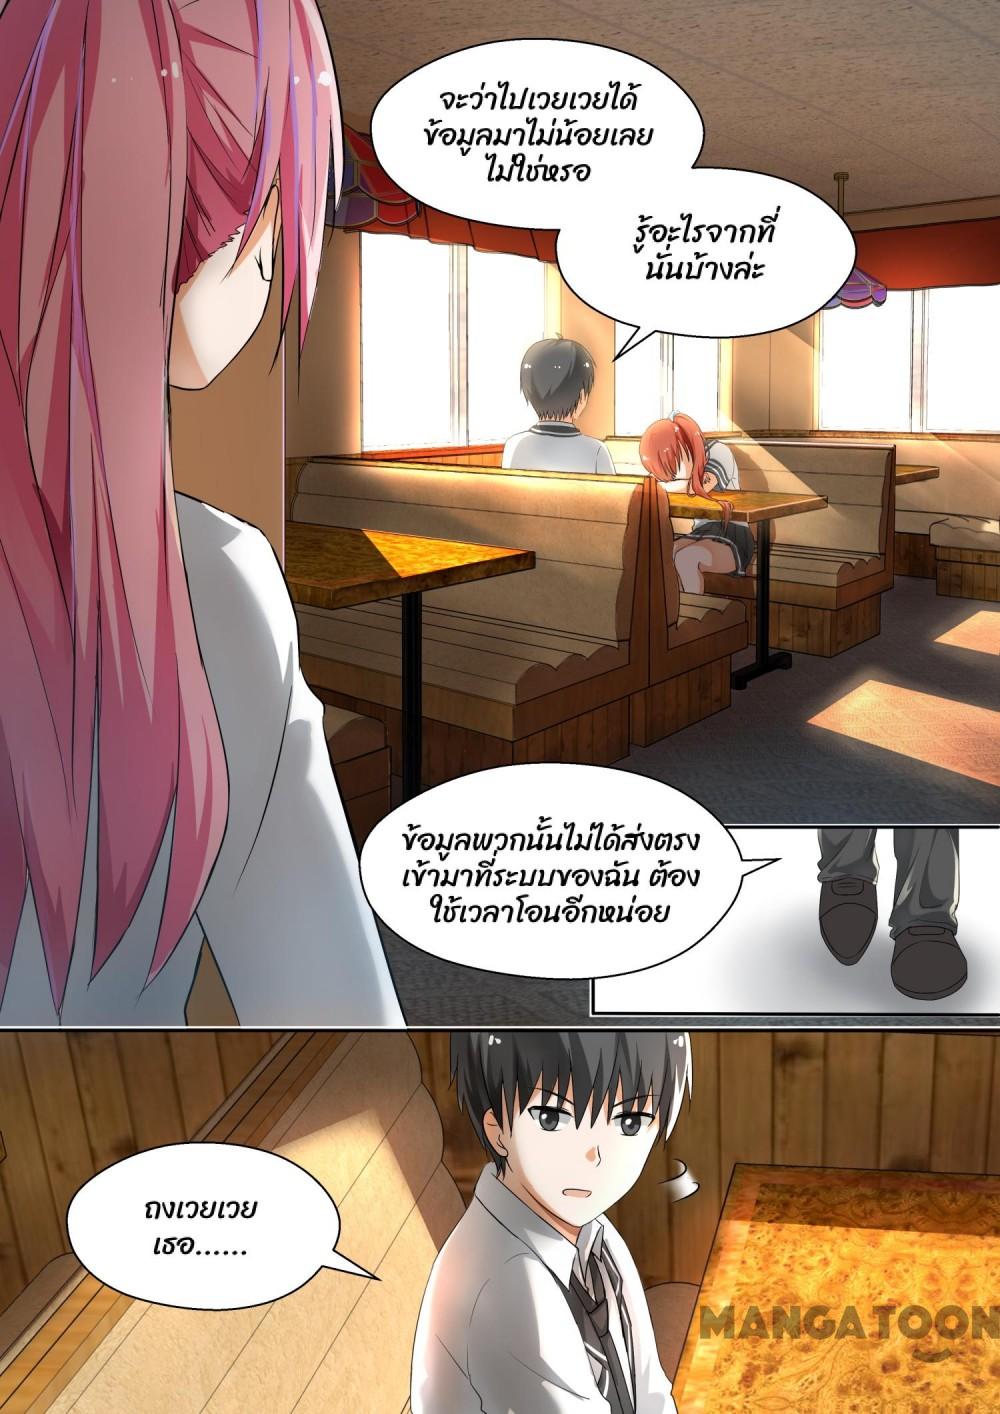 จะว่าไปเวยเวยได้
ข้อมูลมาไม่น้อยเลย
ไม่ใช่หรอ
รู้อะไรจากที่
นั่นบ้างล่ะ
ข้อมูลพวกนั้นไม่ได้ส่งตรง
เข้ามาที่ระบบของฉัน ต้อง
ใช้เวลาโอนอีกหน่อย
ถงเวยเวย
เธอ......
MANGATOON